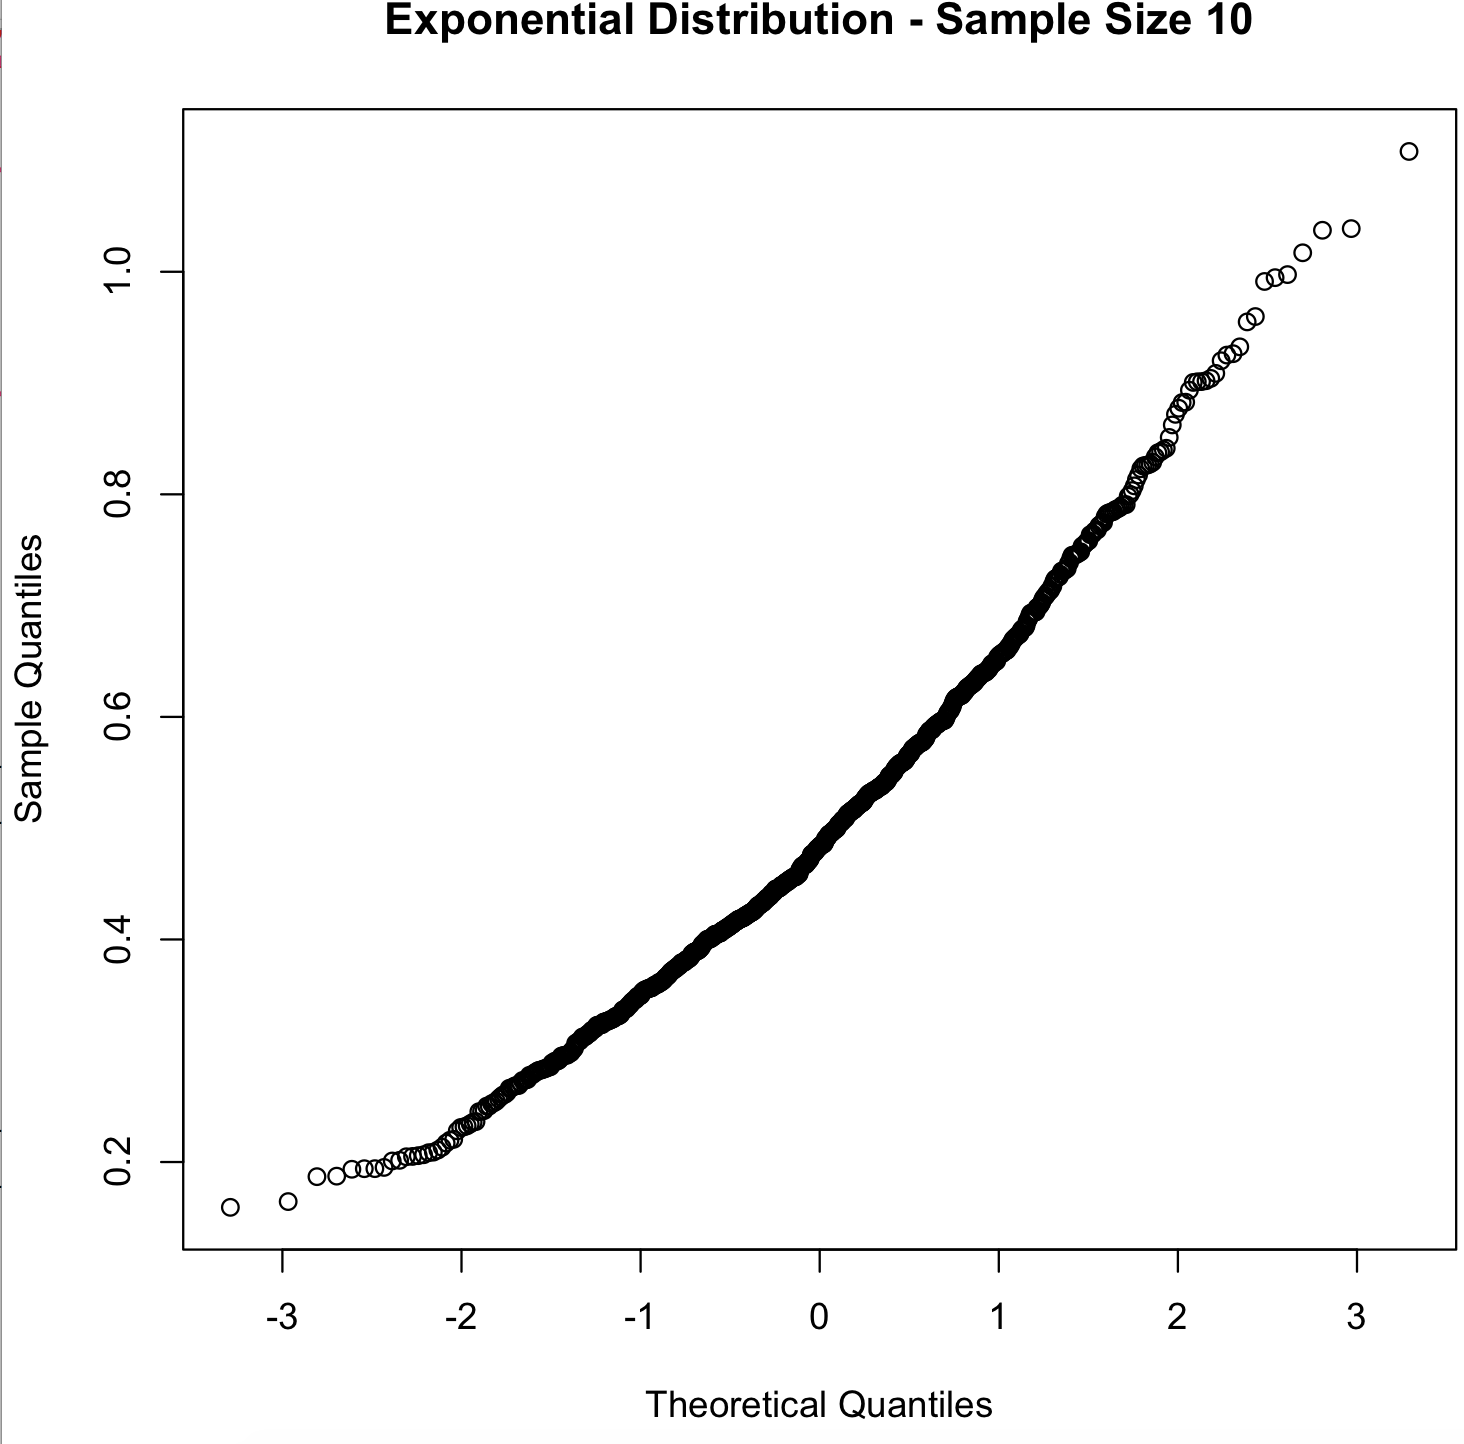 Exponential Distribution - Sample Size 10
Sample Quantiles
1.0
0.8
0.6
0.4
0.2
-3 -2 -1 0 1 2 3
Theoretical Quantiles